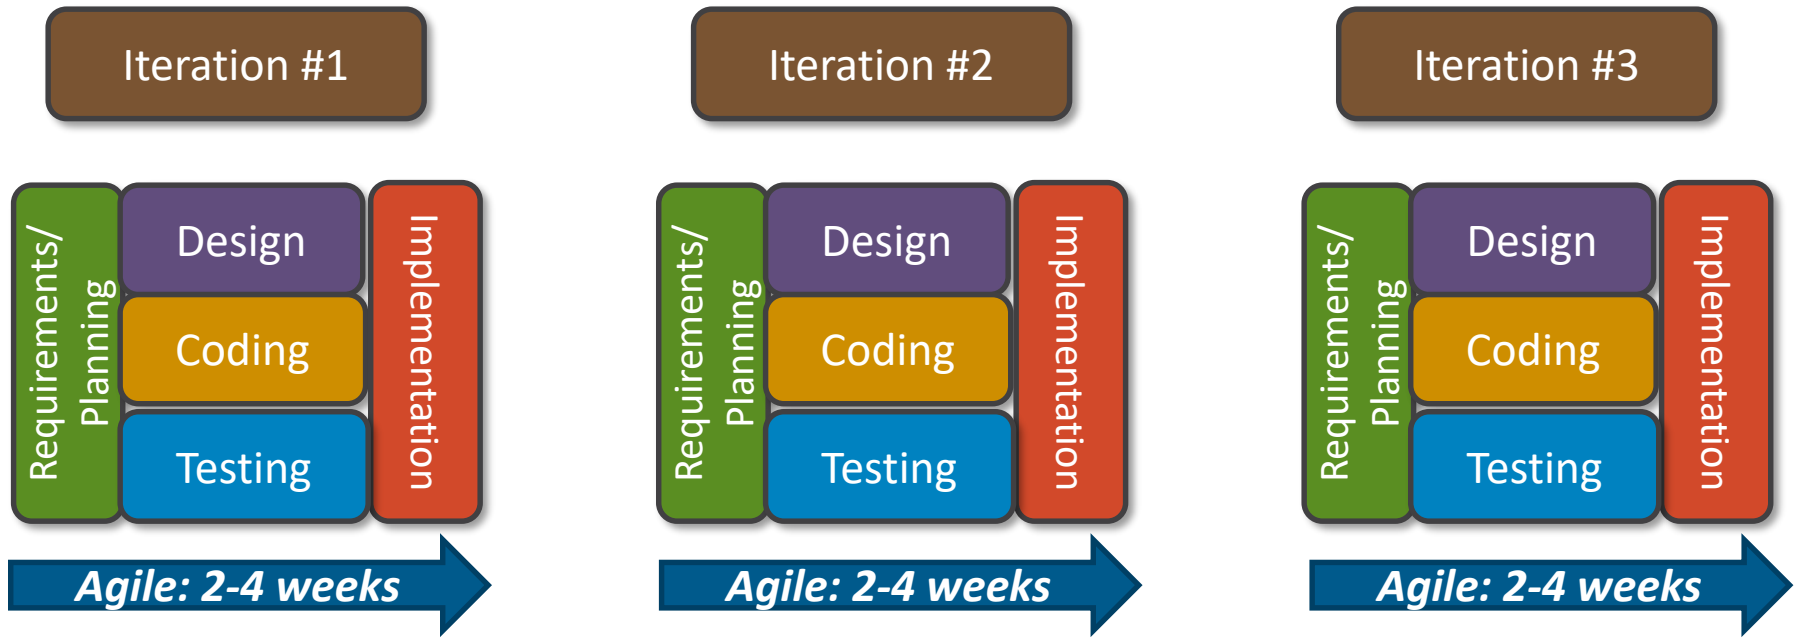 Iteration #1
Iteration #2
Iteration #3
Requirements/
Planning
Design
Coding
Testing
Implementation
Requirements/
Planning
Design
Coding
Testing
Implementation
Requirements/
Planning
Design
Coding
Testing
Implementation
Agile: 2-4 weeks
Agile: 2-4 weeks
Agile: 2-4 weeks